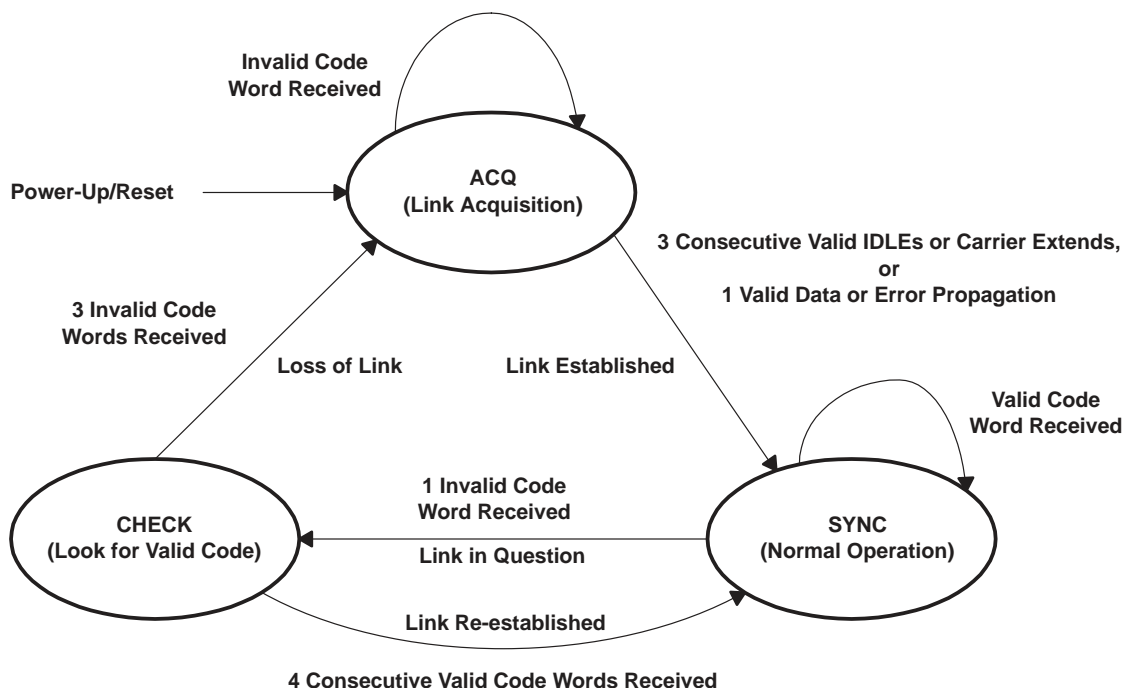 Invalid Code
Word Received
Power-Up/Reset
ACQ
(Link Acquisition)
3 Consecutive Valid IDLEs or Carrier Extends,
or
1 Valid Data or Error Propagation
3 Invalid Code
Words Received
Loss of Link
Link Established
Valid Code
Word Received
1 Invalid Code
Word Received
CHECK
(Look for Valid Code)
SYNC
(Normal Operation)
Link in Question
Link Re-established
4 Consecutive Valid Code Words Received